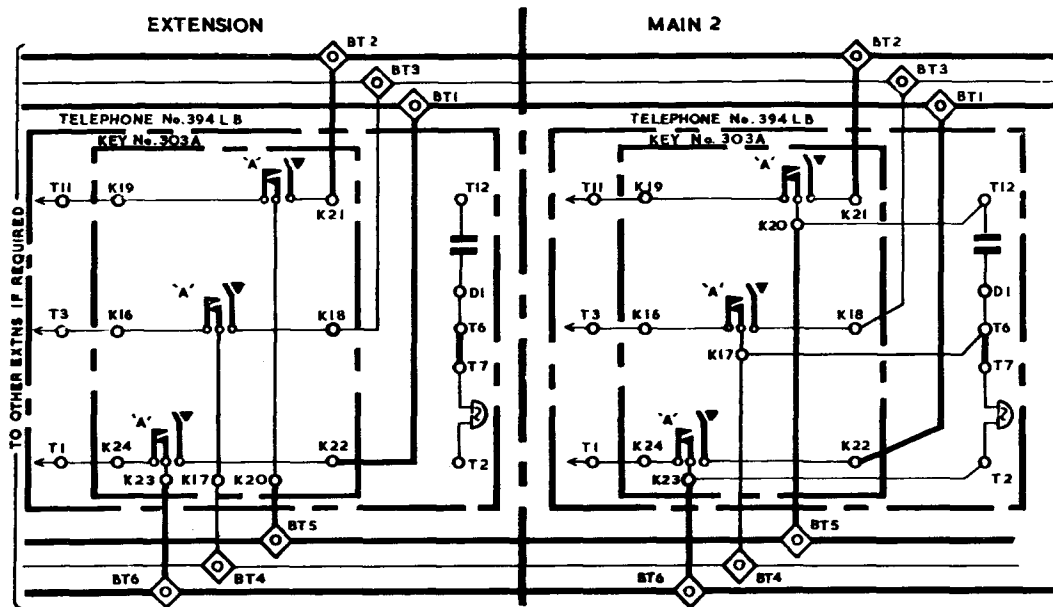 EXTENSION
MAIN 2
BT2
BT3
BT1
TELEPHONE No. 394 LB
KEY No. 303A
'A'
T11
K19
K21
T12
'A'
D1
T3
K16
K18
T6
T7
'A'
T1
K24
K22
T2
K23
K17
K20
BT5
BT4
BT6
TO OTHER EXTNS IF REQUIRED
BT2
BT3
BT1
TELEPHONE No. 394 LB
KEY No. 303A
'A'
T11
K19
K21
T12
K20
'A'
D1
T3
K16
K18
T6
K17
T7
'A'
T1
K24
K22
T2
K23
BT5
BT4
BT6